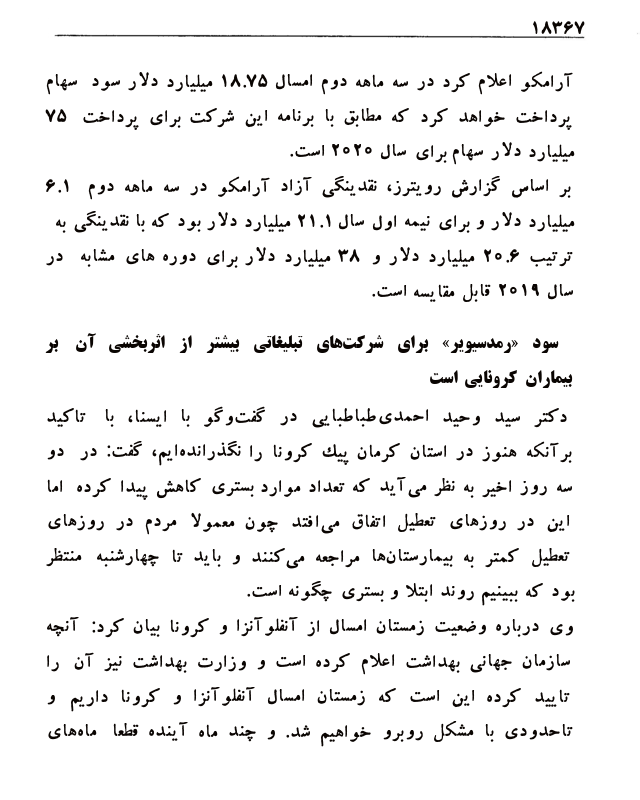 ۱۸۳۶۷
آرامکو اعلام کرد در سه ماهه دوم امسال ۱۸.۷۵ میلیارد دلار سود سهام
پرداخت خواهد کرد که مطابق با برنامه این شرکت برای پرداخت ۷۵
میلیارد دلار سهام برای سال ۲۰۲۰ است.
بر اساس گزارش رویترز، نقدینگی آزاد آرامکو در سه ماهه دوم ۶.۱
میلیارد دلار و برای نیمه اول سال ۲۱.۱ میلیارد دلار بود که با نقدینگی به
ترتیب ۲۰.۶ میلیارد دلار و ۳۸ میلیارد دلار برای دوره های مشابه در
سال ۲۰۱۹ قابل مقایسه است.
سود «رمدسیویر» برای شرکت‌های تبلیغاتی بیشتر از اثربخشی آن بر
بیماران کرونایی است
دکتر سید وحید احمدی‌طباطبایی در گفت‌وگو با ایسنا، با تاکید
برآنکه هنوز در استان کرمان پیك کرونا را نگذرانده‌ایم، گفت: در دو
سه روز اخیر به نظر می‌آید که تعداد موارد بستری کاهش پیدا کرده اما
این در روزهای تعطیل اتفاق می‌افتد چون معمولا مردم در روزهای
تعطیل کمتر به بیمارستان‌ها مراجعه می‌کنند و باید تا چهارشنبه منتظر
بود که ببینیم روند ابتلا و بستری چگونه است.
وی درباره وضعیت زمستان امسال از آنفلوآنزا و کرونا بیان کرد: آنچه
سازمان جهانی بهداشت اعلام کرده است و وزارت بهداشت نیز آن را
تایید کرده این است که زمستان امسال آنفلوآنزا و کرونا داریم و
تاحدودی با مشکل روبرو خواهیم شد. و چند ماه آینده قطعا ماه‌های